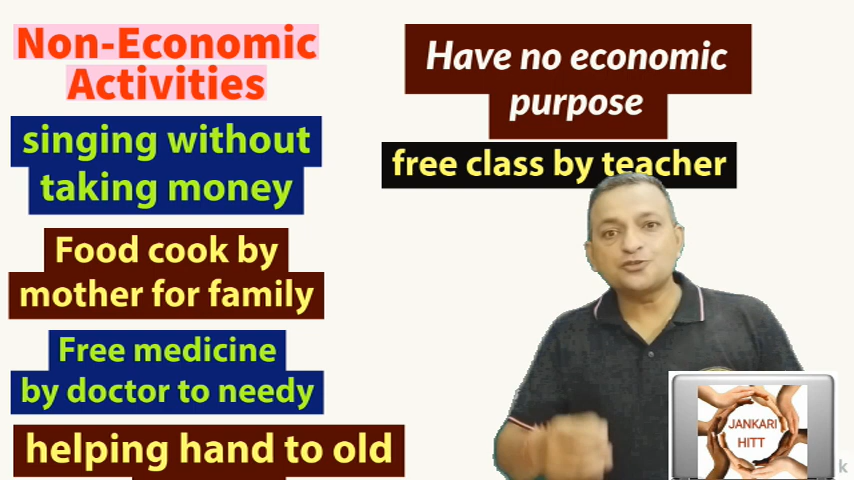 Non-Economic
Activities
singing without
taking money
Food cook by
mother for family
Free medicine
by doctor to needy
helping hand to old
Have no economic
purpose
free class by teacher
JANKARI
HITT
k